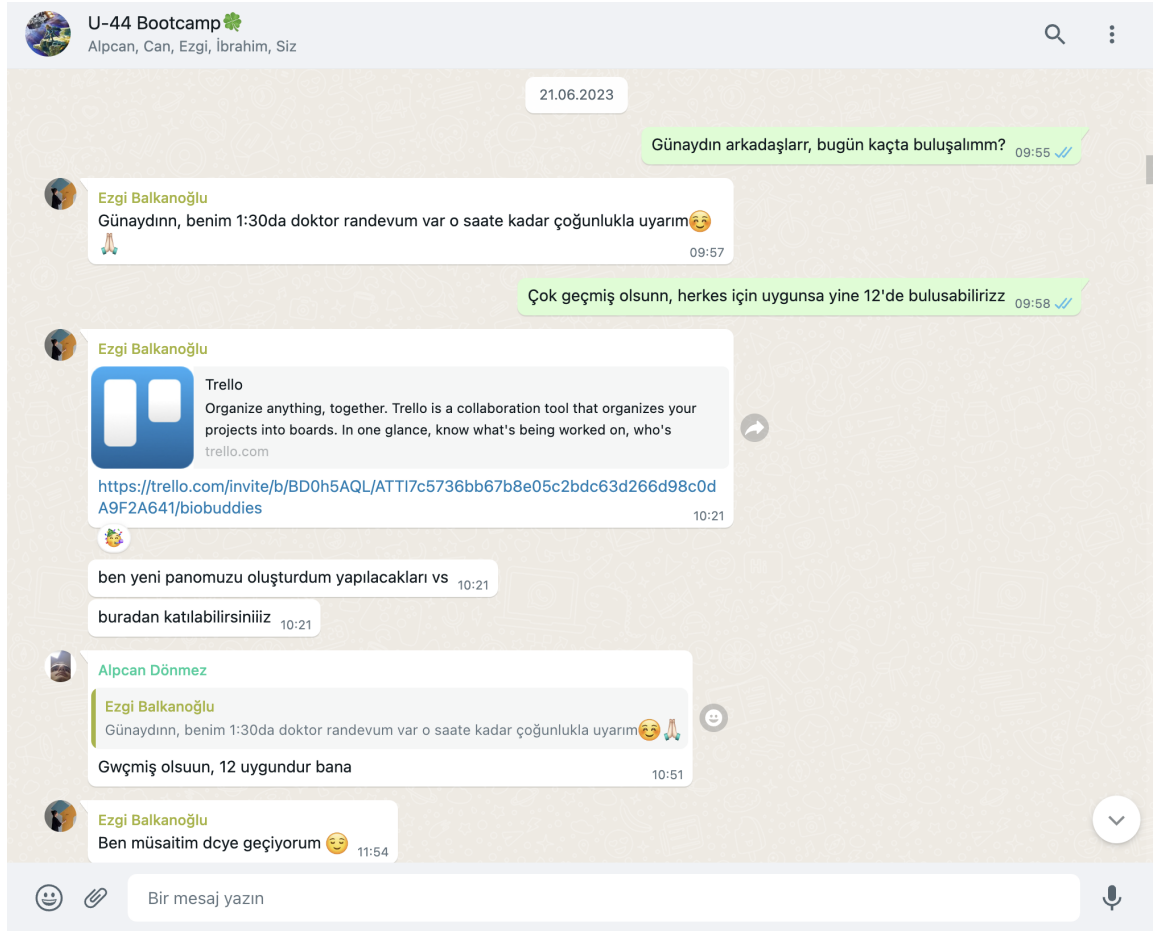 U-44 Bootcamp🍀
Alpcan, Can, Ezgi, İbrahim, Siz
21.06.2023
Günaydın arkadaşlarr, bugün kaçta buluşalımm? 09:55
Ezgi Balkanoğlu
Günaydınn, benim 1:30da doktor randevum var o saate kadar çoğunlukla uyarım☺️
🙏🏻
09:57
Çok geçmiş olsunn, herkes için uygunsa yine 12'de bulusabilirizz 09:58
Ezgi Balkanoğlu
Trello
Organize anything, together. Trello is a collaboration tool that organizes your
projects into boards. In one glance, know what's being worked on, who's
trello.com
https://trello.com/invite/b/BD0h5AQL/ATTI7c5736bb67b8e05c2bdc63d266d98c0d
A9F2A641/biobuddies
10:21
ben yeni panomuzu oluşturdum yapılacakları vs 10:21
buradan katılabilirsiniiiz 10:21
Alpcan Dönmez
Ezgi Balkanoğlu
Günaydınn, benim 1:30da doktor randevum var o saate kadar çoğunlukla uyarım☺️🙏🏻
Gwçmiş olsuun, 12 uygundur bana
10:51
Ezgi Balkanoğlu
Ben müsaitim dcye geçiyorum 😌 11:54
Bir mesaj yazın